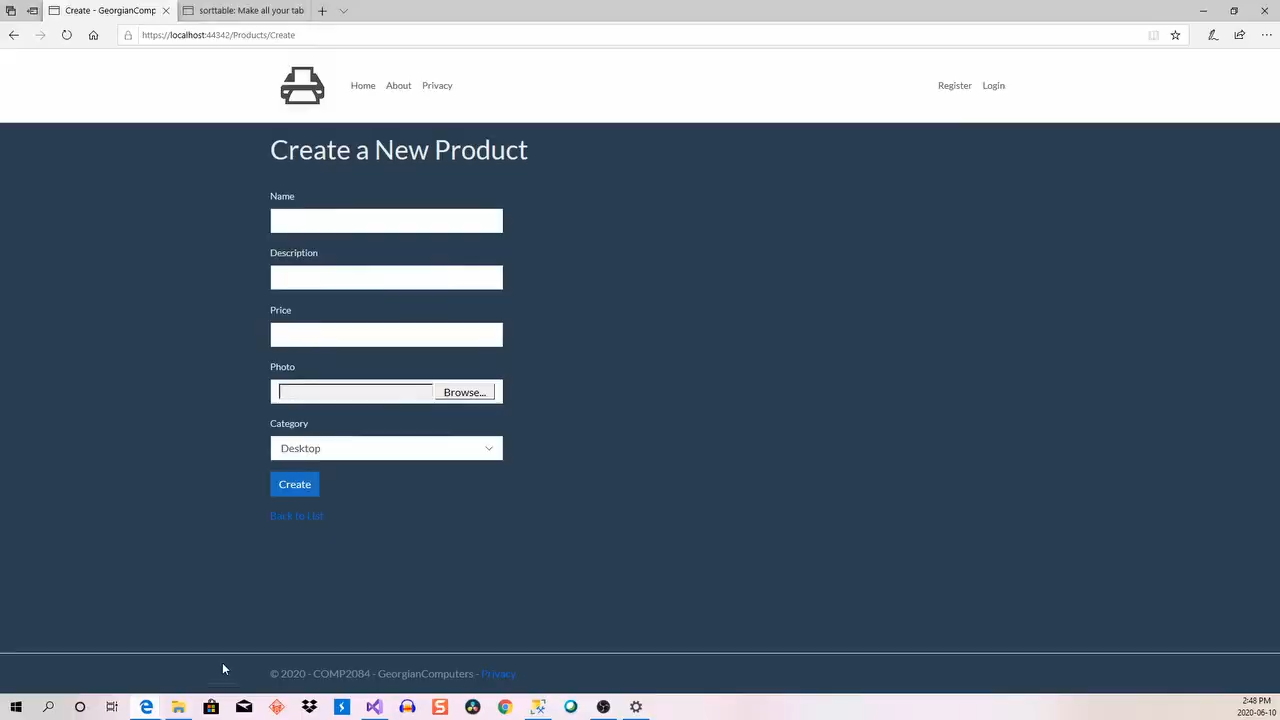 Create - GeorgianComp
sorttable: Make all your tab
https://localhost:44342/Products/Create
Home About Privacy
Register Login
Create a New Product
Name
Description
Price
Photo
Browse...
Category
Desktop
Create
Back to List
© 2020 - COMP2084 - GeorgianComputers - Privacy
2:48 PM
2020-06-10